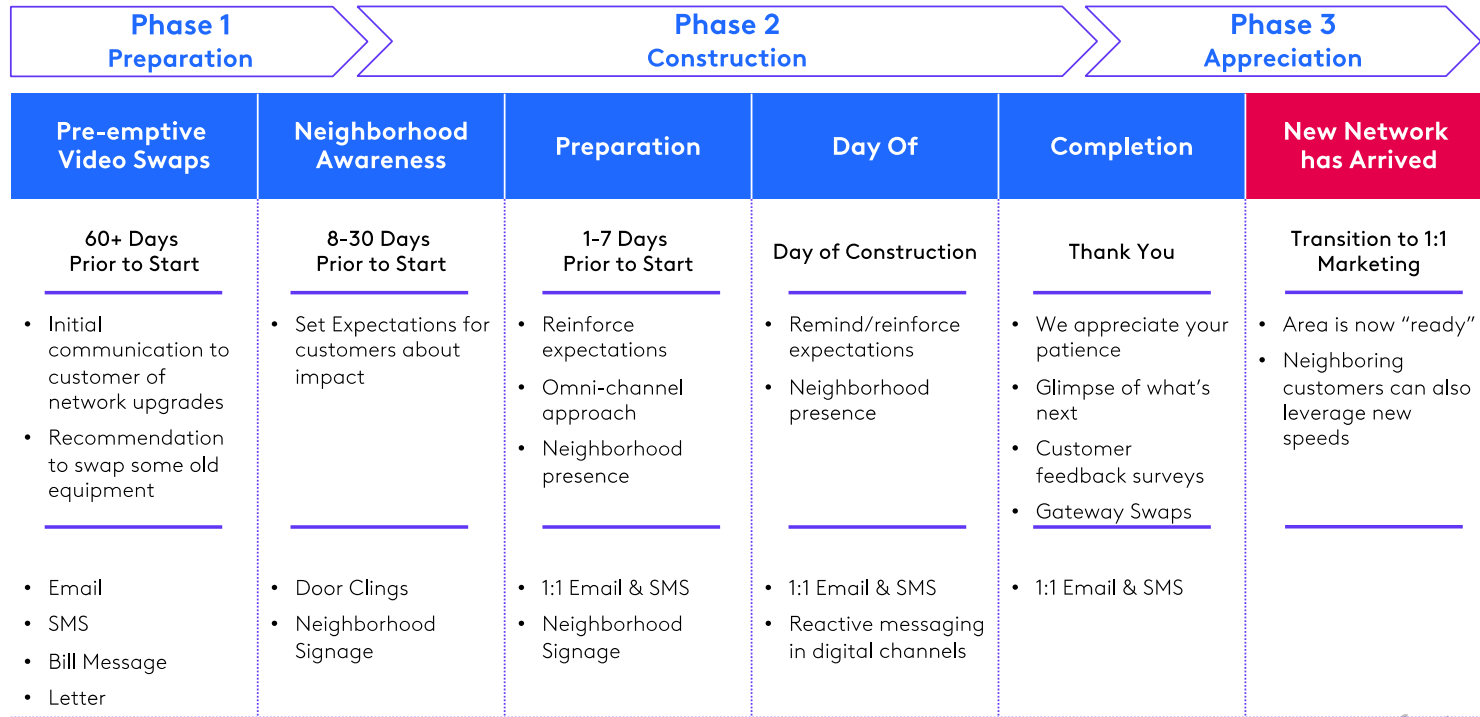 Phase 1
Preparation
Phase 2
Construction
Phase 3
Appreciation
Pre-emptive
Video Swaps
Neighborhood
Awareness
Preparation
Day Of
Completion
New Network
has Arrived
60+ Days
Prior to Start
8-30 Days
Prior to Start
1-7 Days
Prior to Start
Day of Construction
Thank You
Transition to 1:1
Marketing
• Initial
communication to
customer of
network upgrades
• Recommendation
to swap some old
equipment
• Set Expectations for
customers about
impact
• Reinforce
expectations
• Omni-channel
approach
• Neighborhood
presence
• Remind/reinforce
expectations
• Neighborhood
presence
• We appreciate your
patience
• Glimpse of what's
next
• Customer
feedback surveys
• Gateway Swaps
• Area is now “ready”
• Neighboring
customers can also
leverage new
speeds
• Email
• SMS
• Bill Message
• Letter
• Door Clings
• Neighborhood
Signage
• 1:1 Email & SMS
• Neighborhood
Signage
• 1:1 Email & SMS
• Reactive messaging
in digital channels
• 1:1 Email & SMS